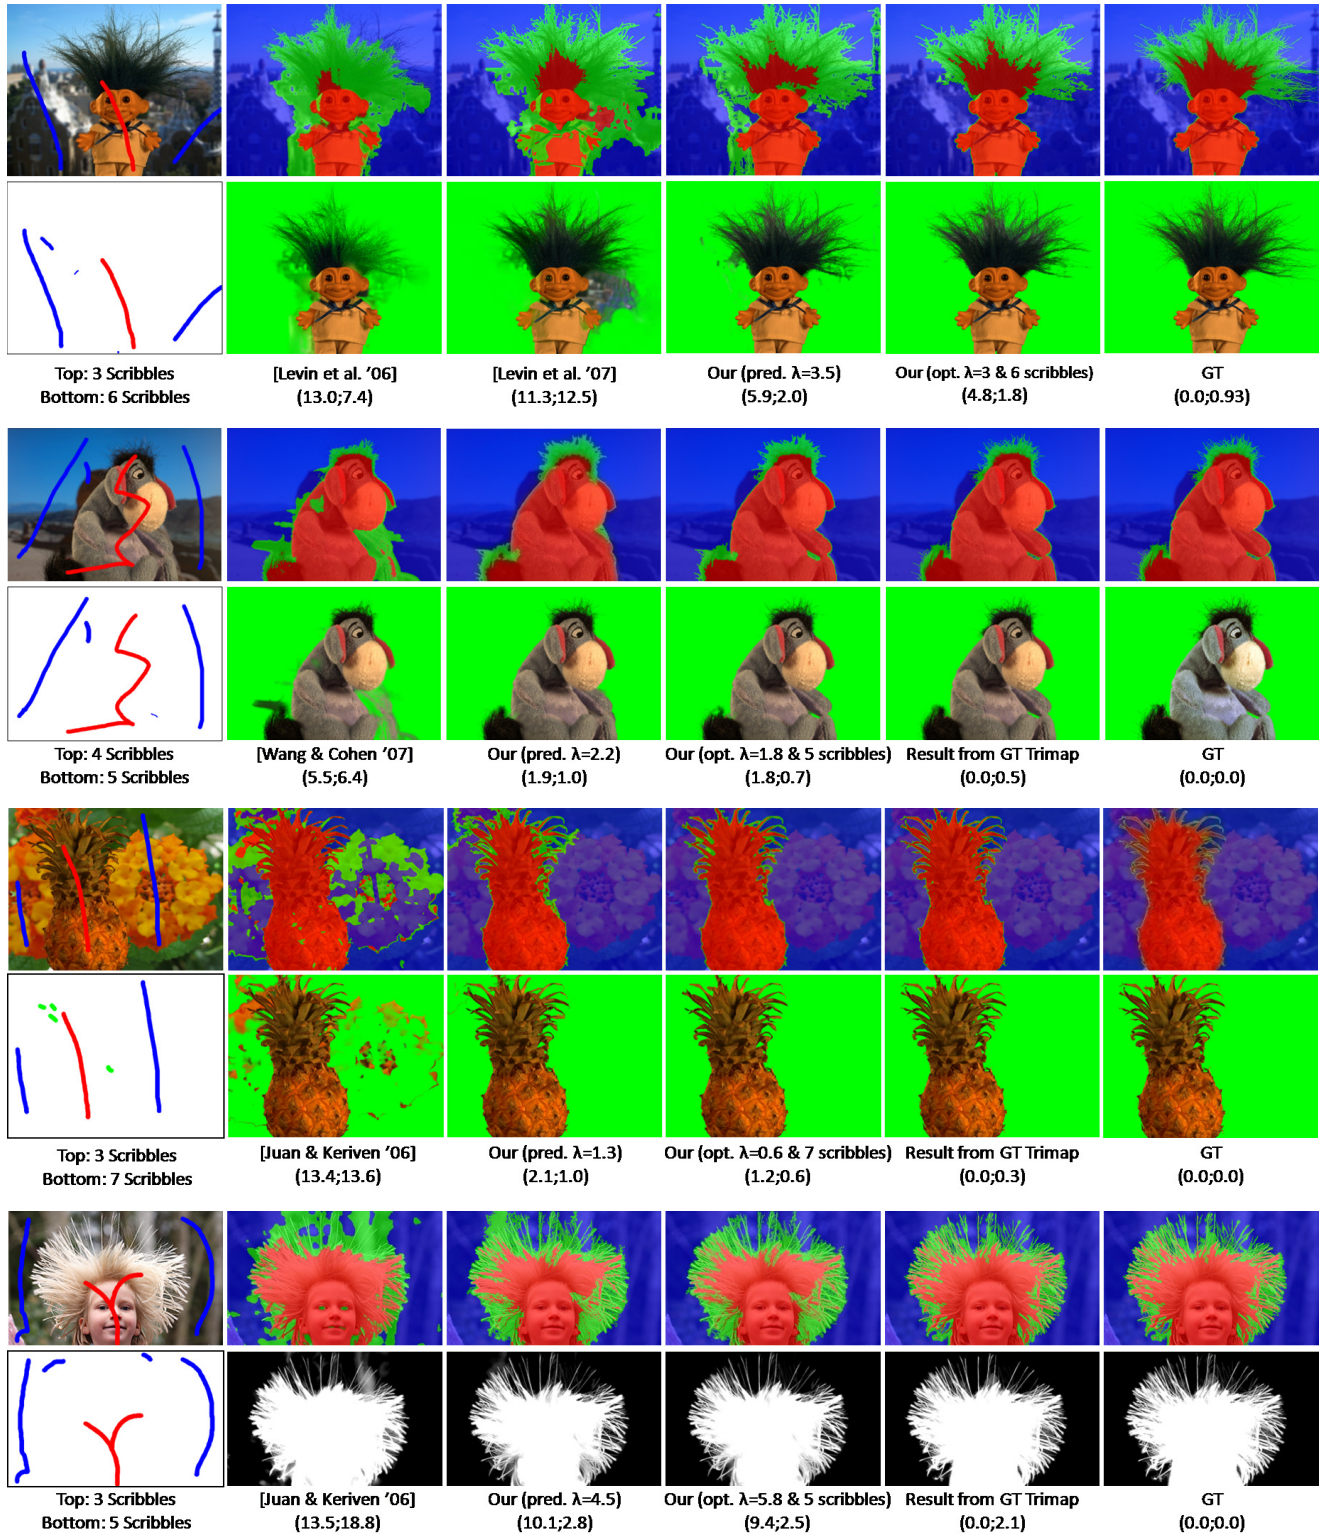 Top: 3 Scribbles
Bottom: 6 Scribbles
[Levin et al. ’06]
(13.0;7.4)
[Levin et al. ’07]
(11.3;12.5)
Our (pred. λ=3.5)
(5.9;2.0)
Our (opt. λ=3 & 6 scribbles)
(4.8;1.8)
GT
(0.0;0.93)
Top: 4 Scribbles
Bottom: 5 Scribbles
[Wang & Cohen ’07]
(5.5;6.4)
Our (pred. λ=2.2)
(1.9;1.0)
Our (opt. λ=1.8 & 5 scribbles)
(1.8;0.7)
Result from GT Trimap
(0.0;0.5)
GT
(0.0;0.0)
Top: 3 Scribbles
Bottom: 7 Scribbles
[Juan & Keriven ’06]
(13.4;13.6)
Our (pred. λ=1.3)
(2.1;1.0)
Our (opt. λ=0.6 & 7 scribbles)
(1.2;0.6)
Result from GT Trimap
(0.0;0.3)
GT
(0.0;0.0)
Top: 3 Scribbles
Bottom: 5 Scribbles
[Juan & Keriven ’06]
(13.5;18.8)
Our (pred. λ=4.5)
(10.1;2.8)
Our (opt. λ=5.8 & 5 scribbles)
(9.4;2.5)
Result from GT Trimap
(0.0;2.1)
GT
(0.0;0.0)